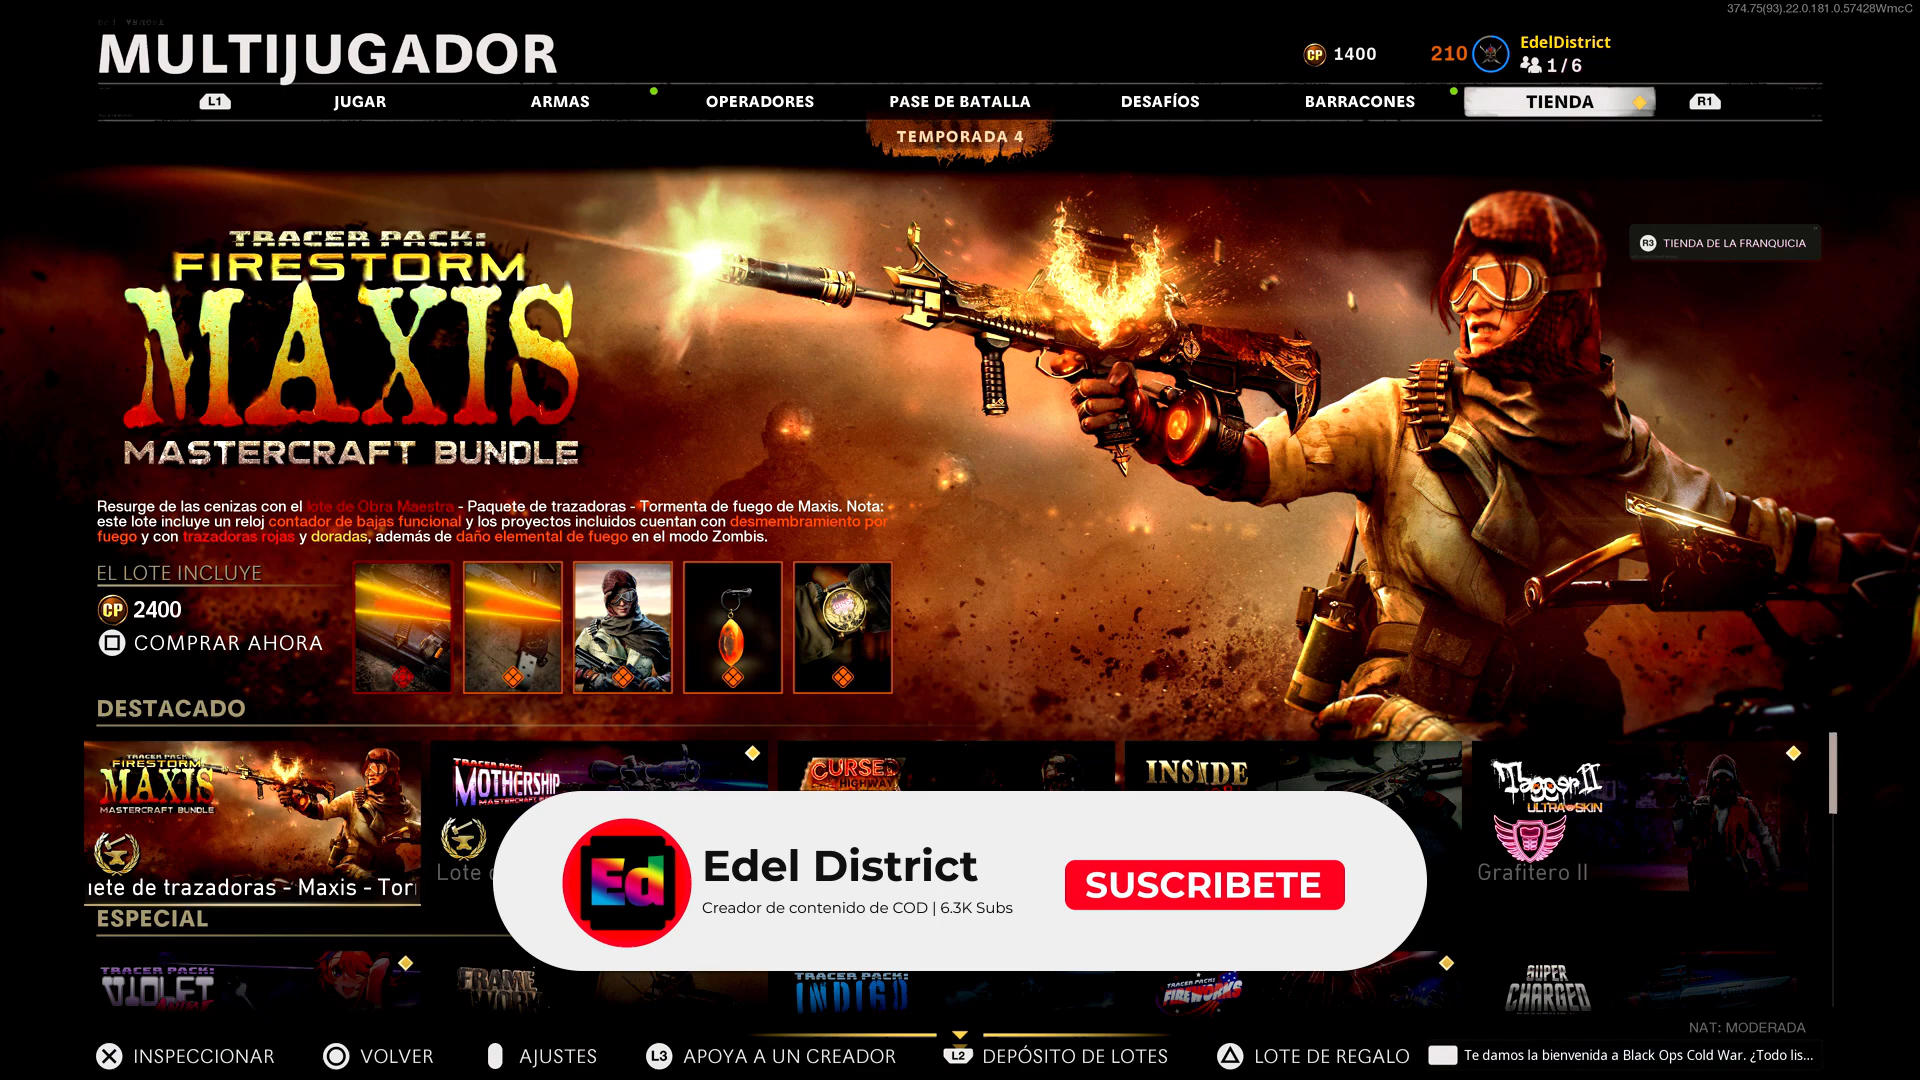 374.75(93).22.0.181.0.57428WmcC
MULTIJUGADOR
CP 1400
210
EdelDistrict
1 / 6
L1
JUGAR
ARMAS
OPERADORES
PASE DE BATALLA
DESAFÍOS
BARRACONES
TIENDA
R1
TEMPORADA 4
TRACER PACK:
FIRESTORM
MAXIS
MASTERCRAFT BUNDLE
R3 TIENDA DE LA FRANQUICIA
Resurge de las cenizas con el lote de Obra Maestra - Paquete de trazadoras - Tormenta de fuego de Maxis. Nota:
este lote incluye un reloj contador de bajas funcional y los proyectos incluidos cuentan con desmembramiento por
fuego y con trazadoras rojas y doradas, además de daño elemental de fuego en el modo Zombis.
EL LOTE INCLUYE
CP 2400
COMPRAR AHORA
DESTACADO
TRACER PACK:
FIRESTORM
MAXIS
MASTERCRAFT BUNDLE
uete de trazadoras - Maxis - Tor
MOTHERSHIP
Lote
CURSED
HIGHWAY
INSIDE
Tagger II
ULTRA SKIN
Grafitero II
Ed
Edel District
Creador de contenido de COD | 6.3K Subs
SUSCRIBETE
ESPECIAL
TRACER PACK:
VIOLET
FRAME
WORK
TRACER PACK:
INDIGO
TRACER PACK:
FIREWORKS
SUPER
CHARGED
NAT: MODERADA
INSPECCIONAR
VOLVER
AJUSTES
L3 APOYA A UN CREADOR
L2 DEPÓSITO DE LOTES
LOTE DE REGALO
Te damos la bienvenida a Black Ops Cold War. ¿Todo lis...